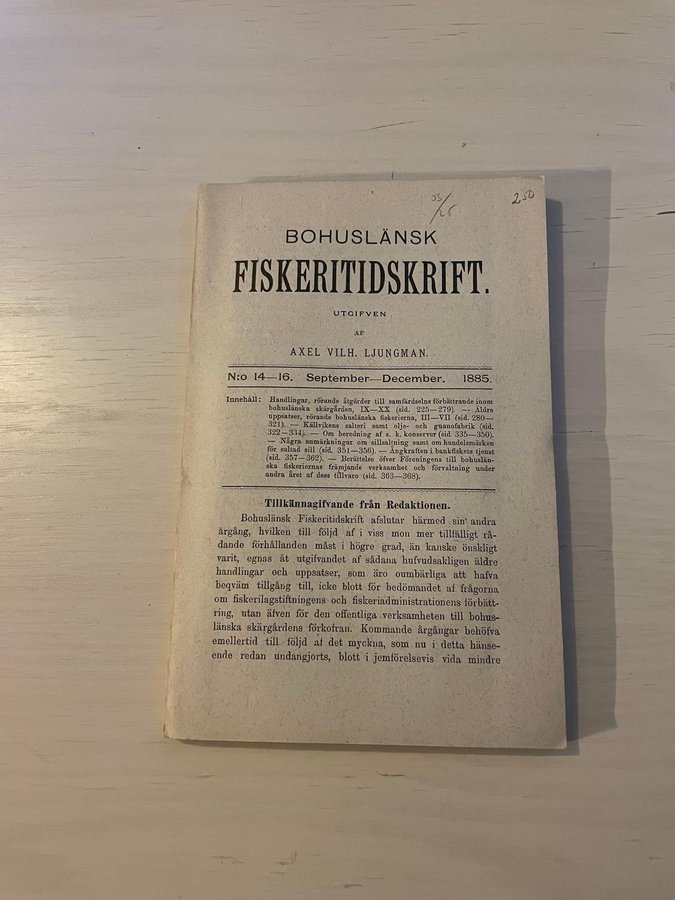 35/25.
250
BOHUSLÄNSK
FISKERITIDSKRIFT.
UTGIFVEN
AF
AXEL VILH. LJUNGMAN.
N:o 14—16. September—December. 1885.
Innehåll: Handlingar, rörande åtgärder till samfärdselns förbättrande inom
bohuslänska skärgården, IX—XX (sid. 225—279). — Äldre
uppsatser, rörande bohuslänska fiskerierna, III—VII (sid. 280—
321). — Källvikens salteri samt olje- och guanofabrik (sid.
322—334). — Om beredning af s. k. konserver (sid. 335—350).
— Några anmärkningar om sillsaltning samt om handelsmärken
för saltad sill (sid. 351—356). — Ångkraften i bankfiskets tjenst
(sid. 357—362). — Berättelse öfver Föreningens till bohuslän-
ska fiskeriernas främjande verksamhet och förvaltning under
andra året af dess tillvaro (sid. 363—368).
Tillkännagifvande från Redaktionen.
Bohuslänsk Fiskeritidskrift afslutar härmed sin andra
årgång, hvilken till följd af i viss mon mer tillfälligt rå-
dande förhållanden måst i högre grad, än kanske önskligt
varit, egnas åt utgifvandet af sådana hufvudsakligen äldre
handlingar och uppsatser, som äro oumbärliga att hafva
beqväm tillgång till, icke blott för bedömandet af frågorna
om fiskerilagstiftningens och fiskeriadministrationens förbätt-
ring, utan äfven för den offentliga verksamheten till bohus-
länska skärgårdens förkofran. Kommande årgångar behöfva
emellertid till följd af det myckna, som nu i detta hänse-
ende redan undangjorts, blott i jemförelsevis vida mindre